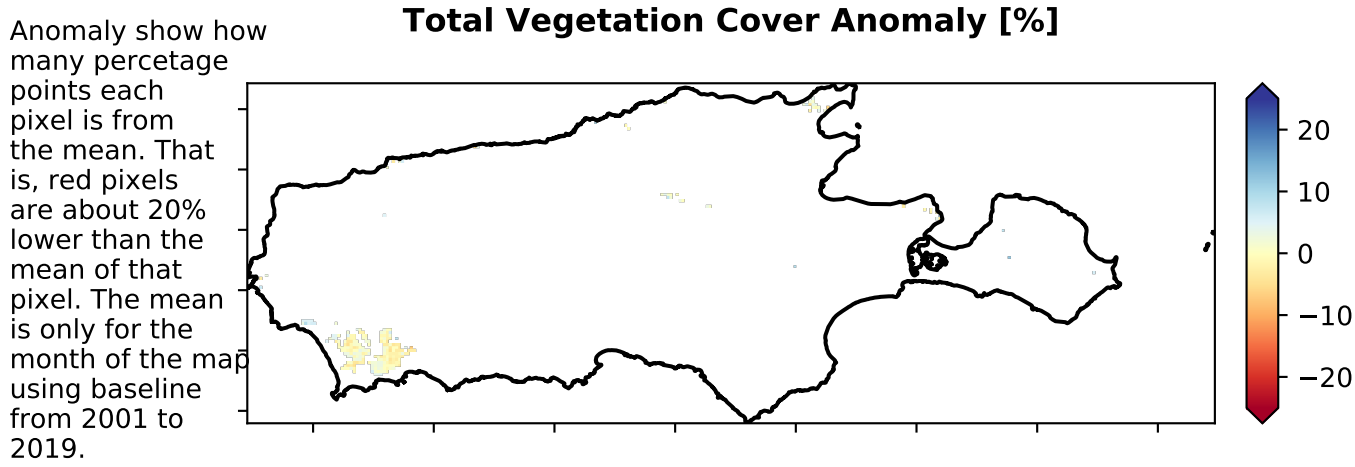 Total Vegetation Cover Anomaly [%]
Anomaly show how
many percetage
points each
pixel is from
the mean. That
is, red pixels
are about 20%
lower than the
mean of that
pixel. The mean
is only for the
month of the map
using baseline
from 2001 to
2019.
20
10
0
−10
−20